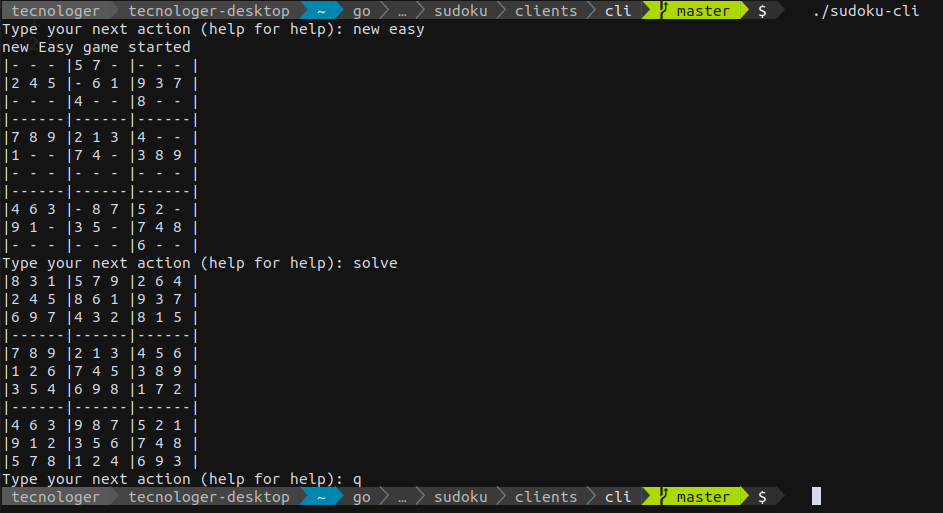 tecnologer tecnologer-desktop ~ go … sudoku clients cli master $ ./sudoku-cli
Type your next action (help for help): new easy
new Easy game started
|- - - |5 7 - |- - - |
|2 4 5 |- 6 1 |9 3 7 |
|- - - |4 - - |8 - - |
|------|------|------|
|7 8 9 |2 1 3 |4 - - |
|1 - - |7 4 - |3 8 9 |
|- - - |- - - |- - - |
|------|------|------|
|4 6 3 |- 8 7 |5 2 - |
|9 1 - |3 5 - |7 4 8 |
|- - - |- - - |6 - - |
Type your next action (help for help): solve
|8 3 1 |5 7 9 |2 6 4 |
|2 4 5 |8 6 1 |9 3 7 |
|6 9 7 |4 3 2 |8 1 5 |
|------|------|------|
|7 8 9 |2 1 3 |4 5 6 |
|1 2 6 |7 4 5 |3 8 9 |
|3 5 4 |6 9 8 |1 7 2 |
|------|------|------|
|4 6 3 |9 8 7 |5 2 1 |
|9 1 2 |3 5 6 |7 4 8 |
|5 7 8 |1 2 4 |6 9 3 |
Type your next action (help for help): q
tecnologer tecnologer-desktop ~ go … sudoku clients cli master $